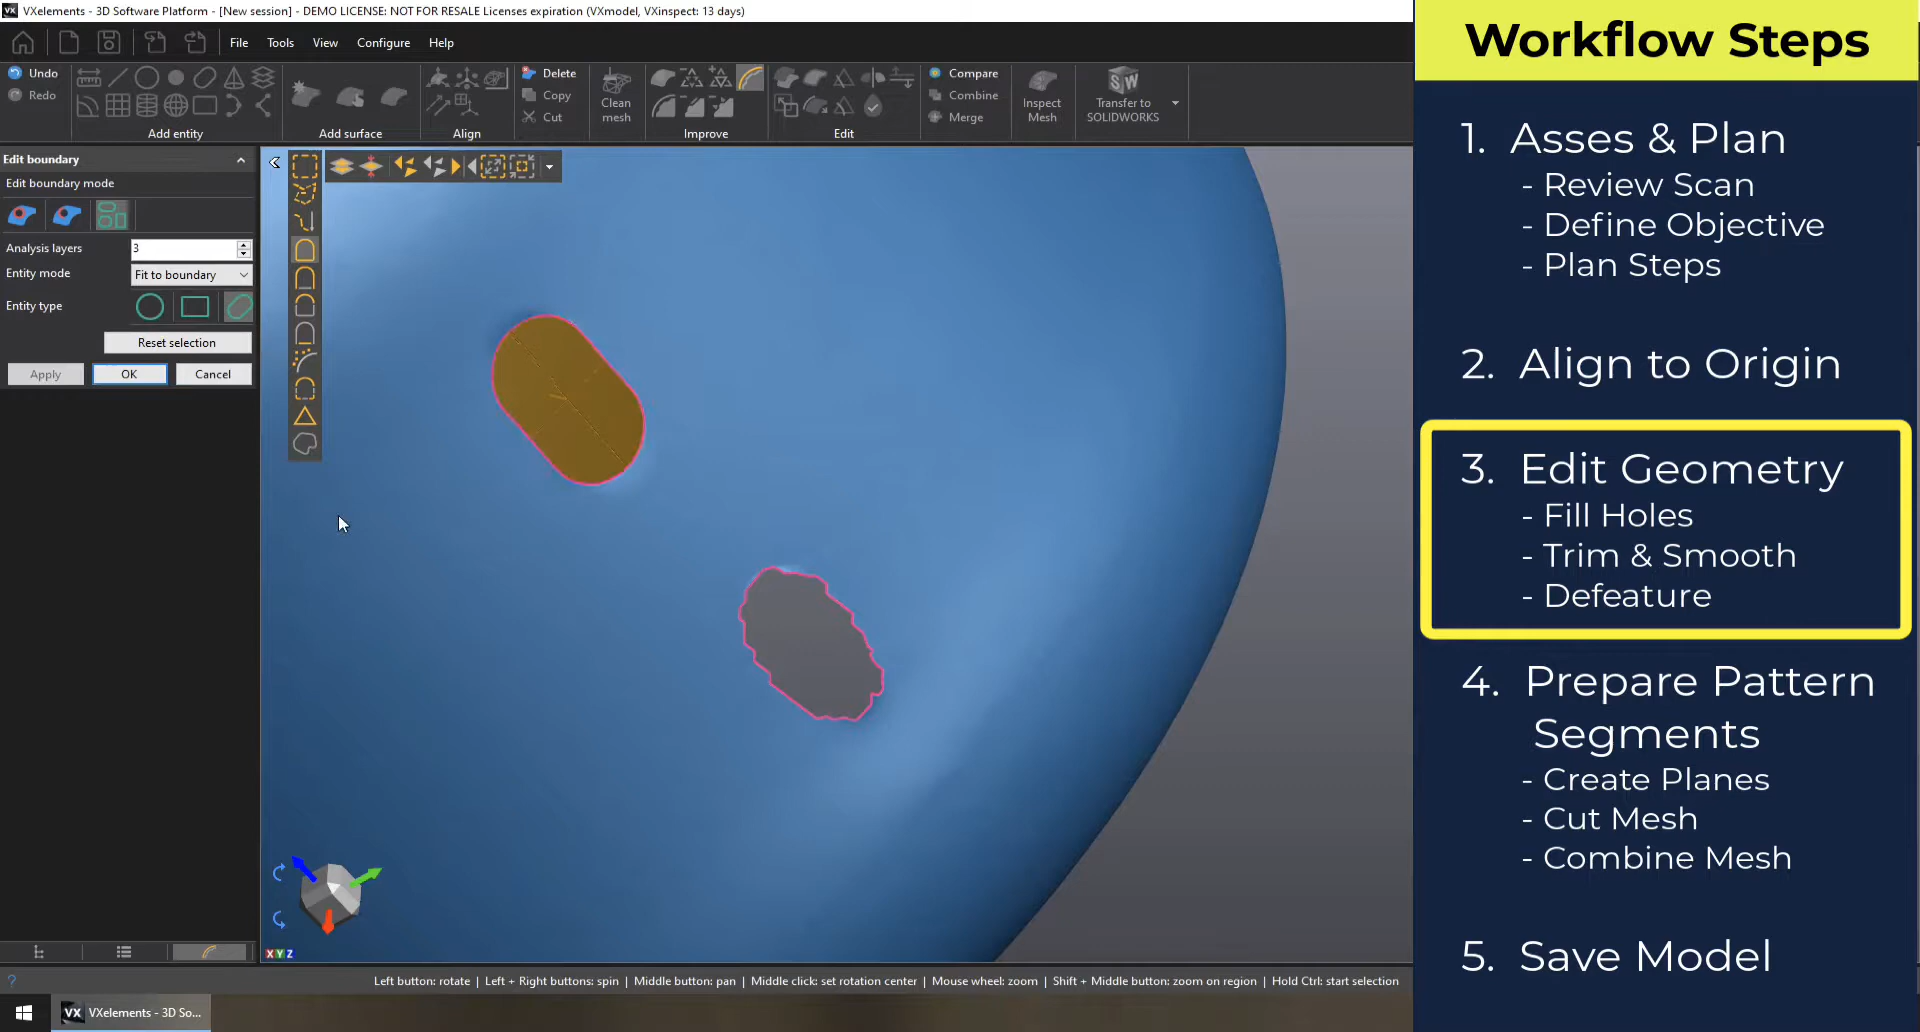 VXelements - 3D Software Platform - [New session] - DEMO LICENSE: NOT FOR RESALE Licenses expiration (VXmodel, VXinspect: 13 days)
File Tools View Configure Help
Undo
Redo
Add entity
Add surface
Align
Delete
Copy
Cut
Clean mesh
Improve
Edit
Compare
Combine
Merge
Inspect Mesh
Transfer to SOLIDWORKS
Edit boundary
Edit boundary mode
Analysis layers 3
Entity mode Fit to boundary
Entity type
Reset selection
Apply OK Cancel
X Y Z
Left button: rotate | Left + Right buttons: spin | Middle button: pan | Middle click: set rotation center | Mouse wheel: zoom | Shift + Middle button: zoom on region | Hold Ctrl: start selection
VXelements - 3D So...
Workflow Steps
1. Asses & Plan
- Review Scan
- Define Objective
- Plan Steps
2. Align to Origin
3. Edit Geometry
- Fill Holes
- Trim & Smooth
- Defeature
4. Prepare Pattern
Segments
- Create Planes
- Cut Mesh
- Combine Mesh
5. Save Model